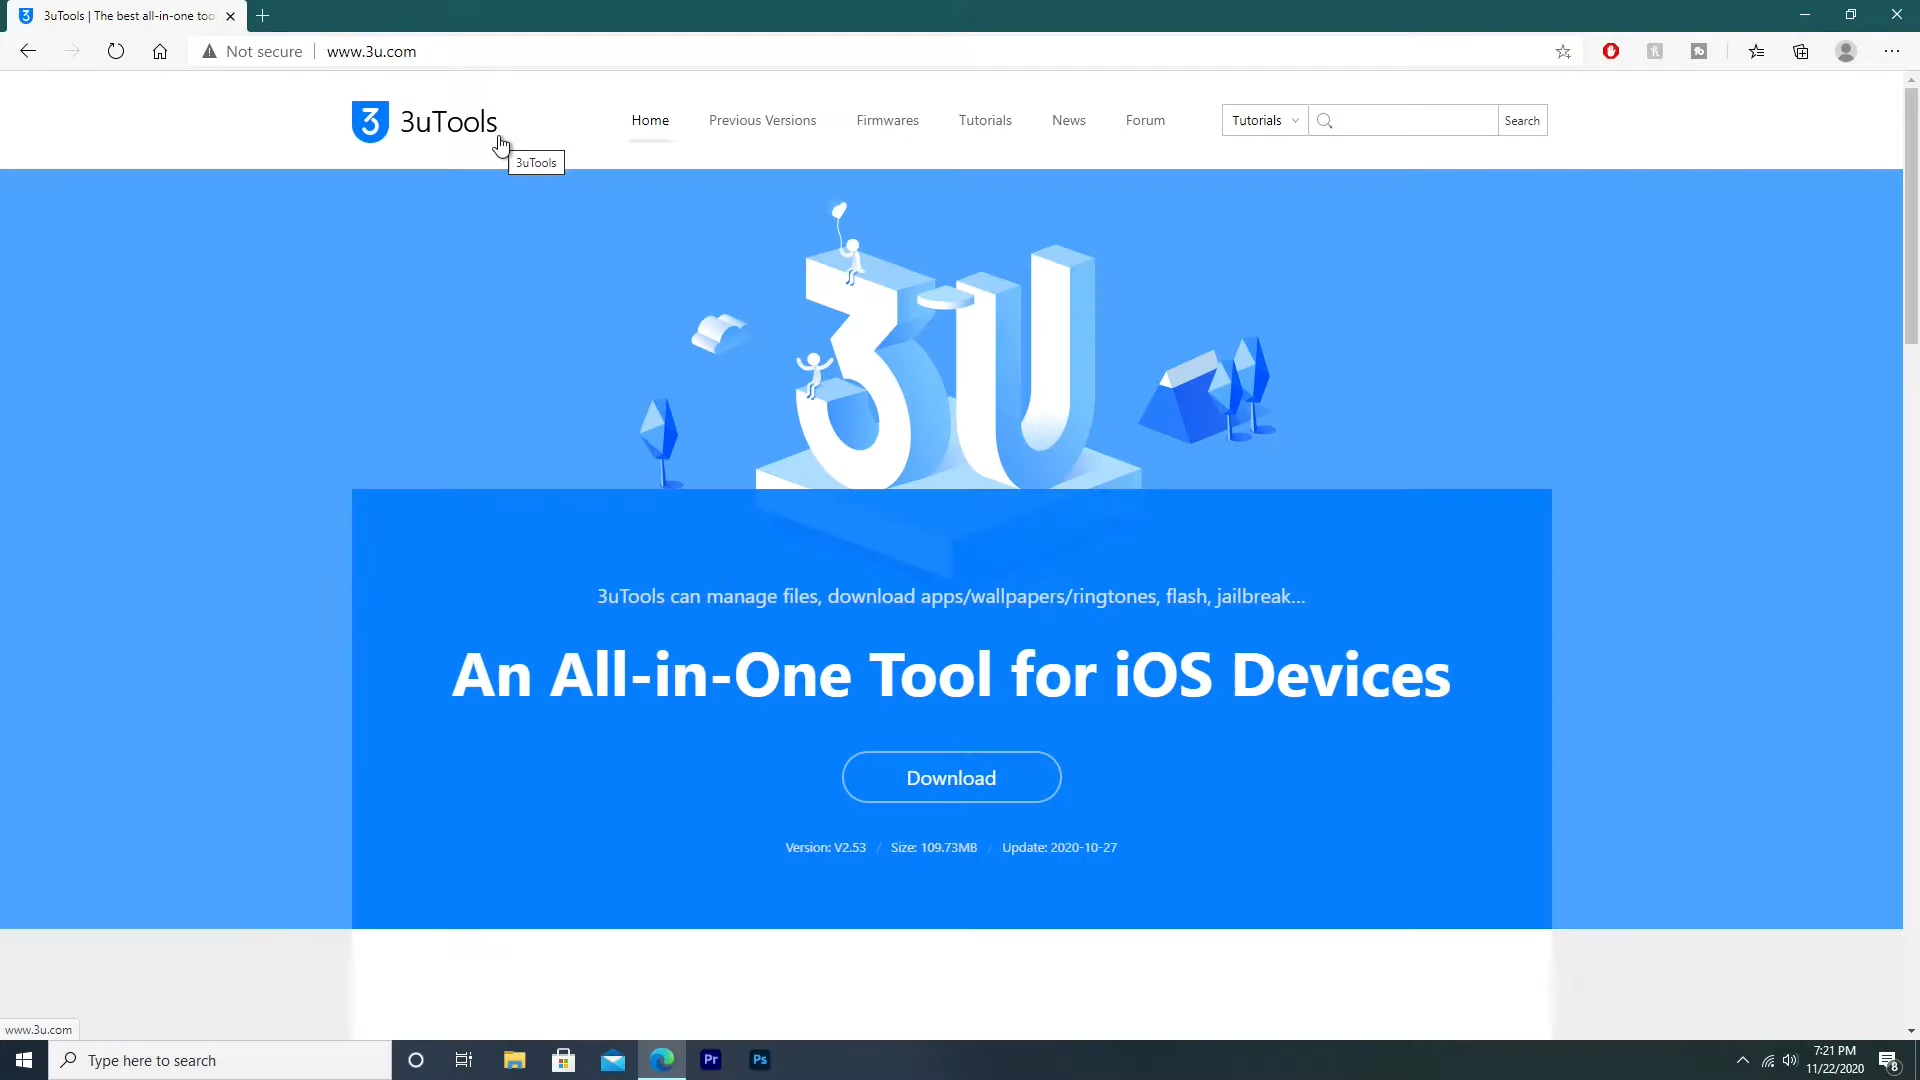 3uTools | The best all-in-one too
Not secure
www.3u.com
3 3uTools
Home
Previous Versions
Firmwares
Tutorials
News
Forum
Tutorials
Search
3uTools
3U
3uTools can manage files, download apps/wallpapers/ringtones, flash, jailbreak...
An All-in-One Tool for iOS Devices
Download
Version: V2.53 / Size: 109.73MB / Update: 2020-10-27
www.3u.com
Type here to search
Pr
Ps
7:21 PM
11/22/2020
8